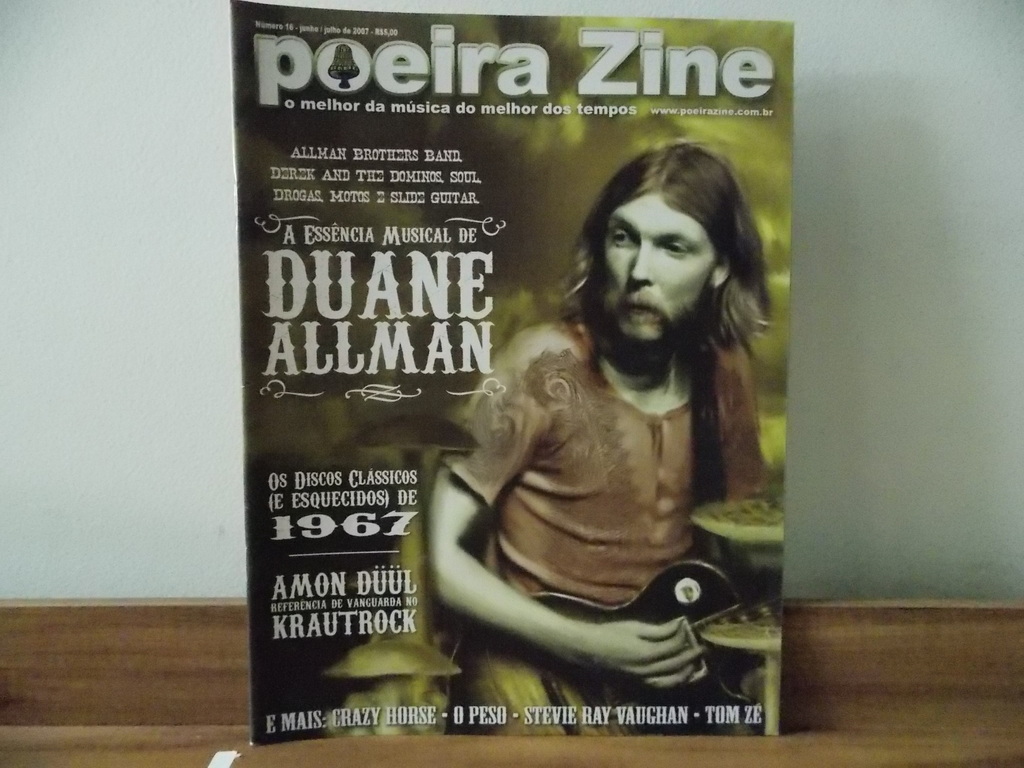 Número 16 - junho / julho de 2007 - R$5,00
poeira Zine
o melhor da música do melhor dos tempos www.poeirazine.com.br
ALLMAN BROTHERS BAND,
DEREK AND THE DOMINOS, SOUL,
DROGAS, MOTOS E SLIDE GUITAR
A ESSÊNCIA MUSICAL DE
DUANE
ALLMAN
OS DISCOS CLÁSSICOS
(E ESQUECIDOS) DE
1967
AMON DÜÜL
REFERÊNCIA DE VANGUARDA NO
KRAUTROCK
E MAIS: CRAZY HORSE - O PESO - STEVIE RAY VAUGHAN - TOM ZÉ